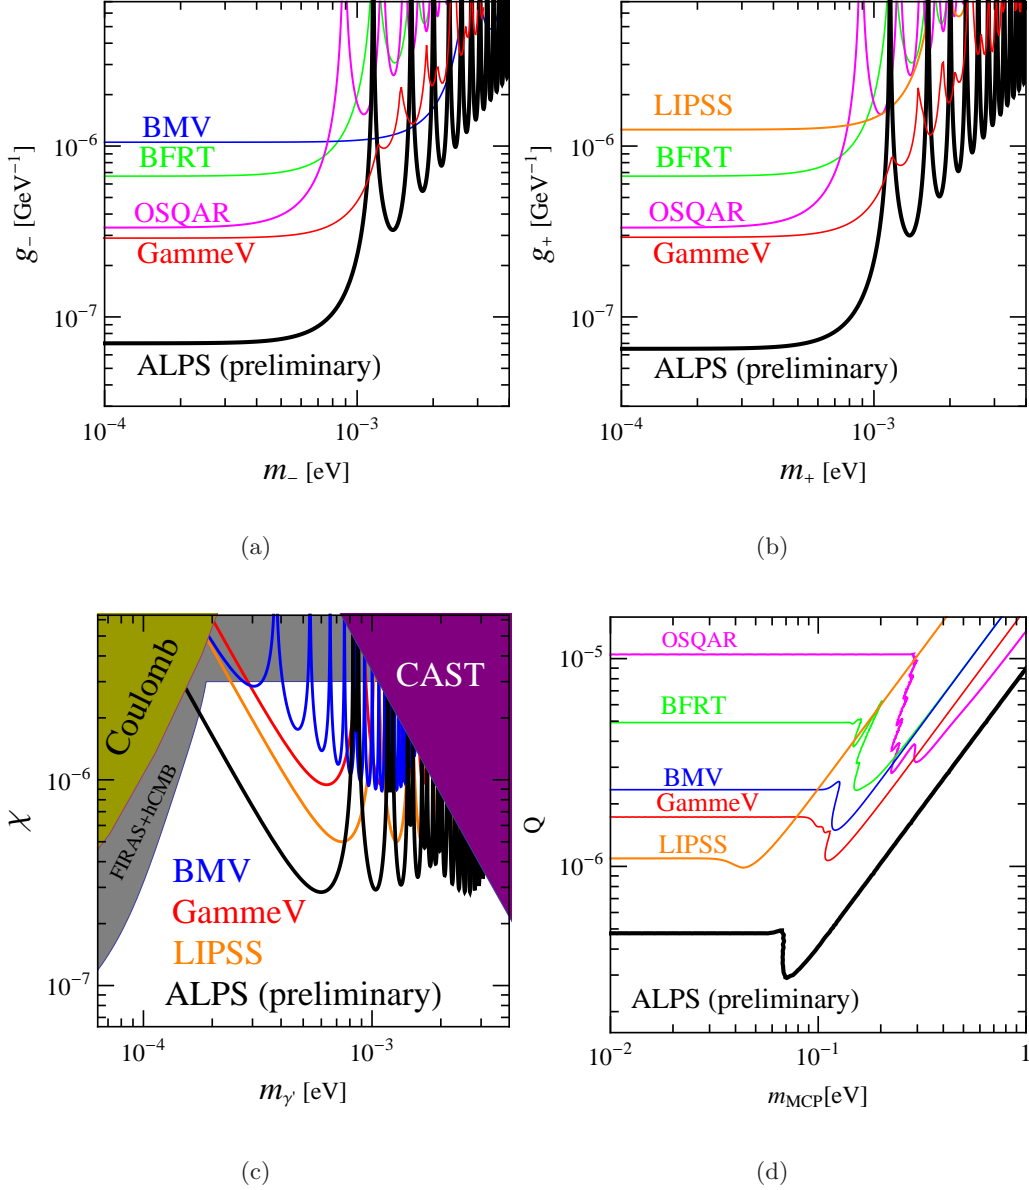 BMV
BFRT
OSQAR
GammeV
ALPS (preliminary)
10⁻⁶
10⁻⁷
g₋ [GeV⁻¹]
10⁻⁴
10⁻³
m₋ [eV]
(a)
LIPSS
BFRT
OSQAR
GammeV
ALPS (preliminary)
10⁻⁶
10⁻⁷
g₊ [GeV⁻¹]
10⁻⁴
10⁻³
m₊ [eV]
(b)
Coulomb
FIRAS+hCMB
CAST
BMV
GammeV
LIPSS
ALPS (preliminary)
10⁻⁶
10⁻⁷
χ
10⁻⁴
10⁻³
mγ′ [eV]
(c)
OSQAR
BFRT
BMV
GammeV
LIPSS
ALPS (preliminary)
10⁻⁵
10⁻⁶
Q
10⁻²
10⁻¹
1
mMCP[eV]
(d)